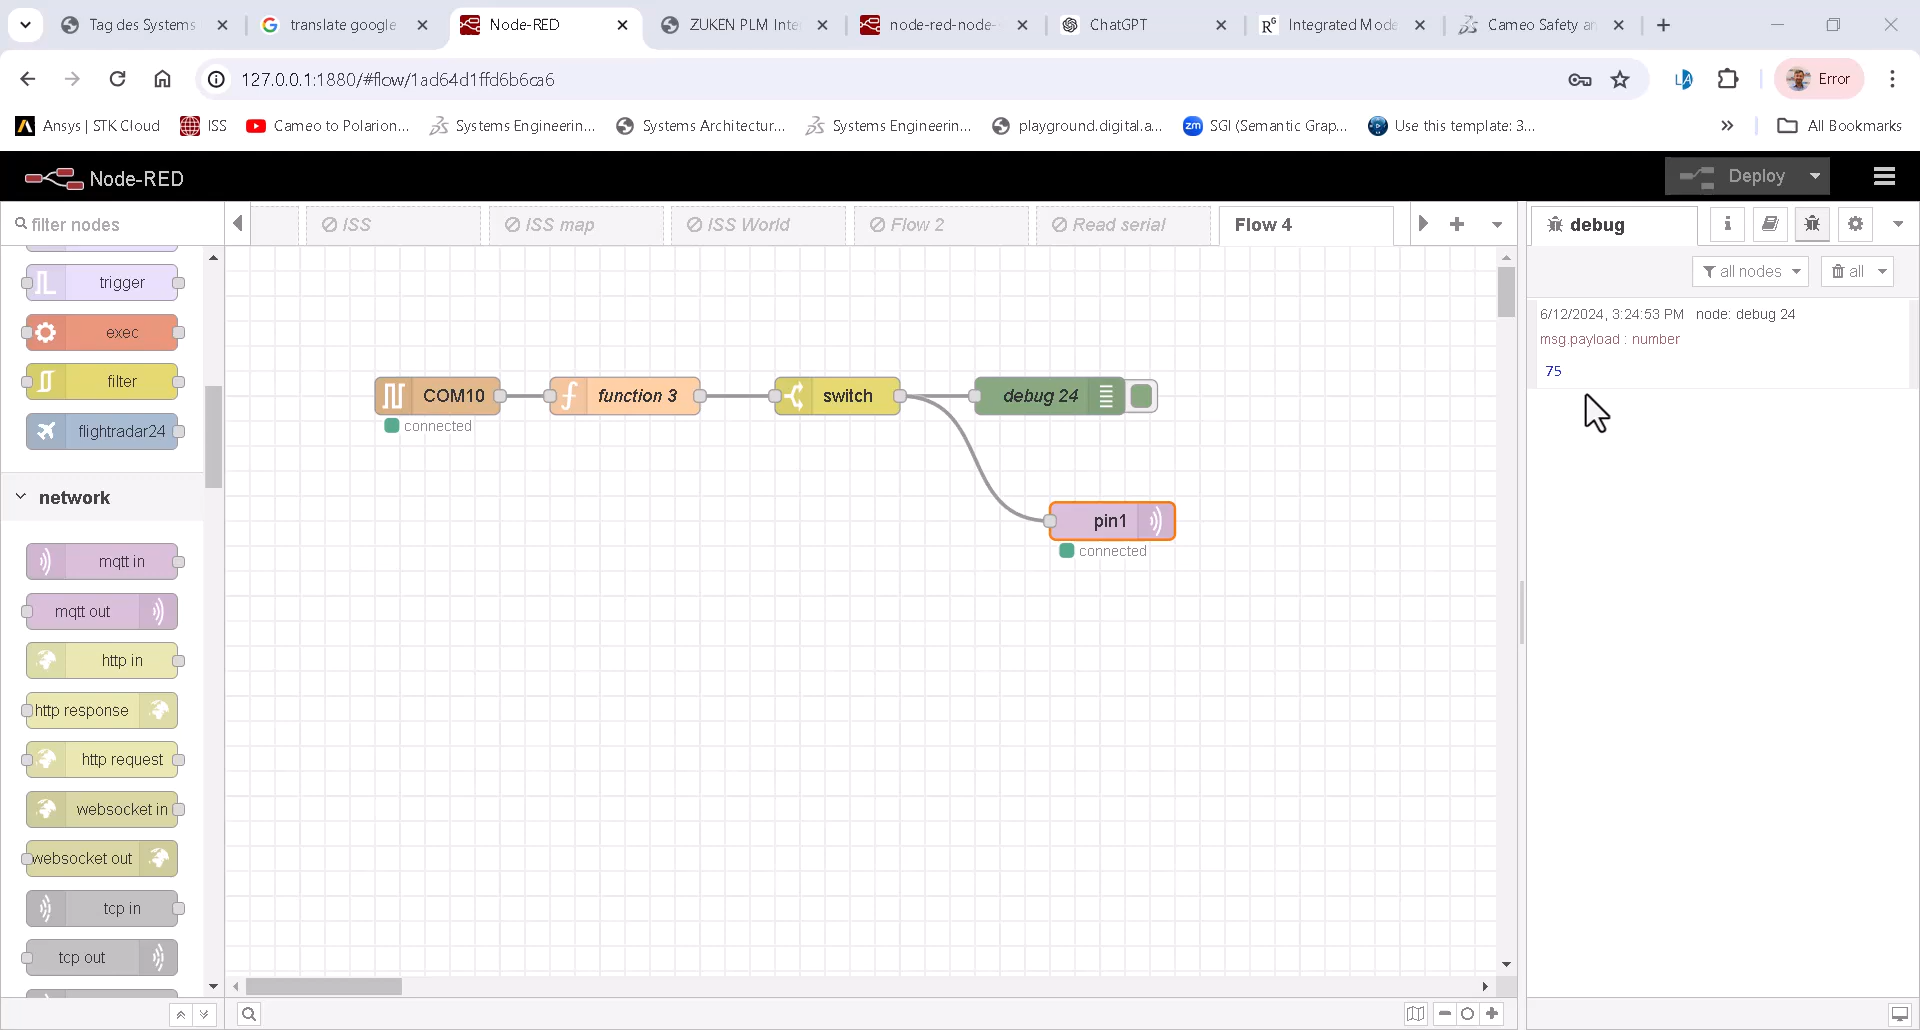 Tag des Systems
translate google
Node-RED
ZUKEN PLM Inte
node-red-node-
ChatGPT
Integrated Mode
Cameo Safety an
127.0.0.1:1880/#flow/1ad64d1ffd6b6ca6
Error
Ansys | STK Cloud
ISS
Cameo to Polarion...
Systems Engineerin...
Systems Architectur...
Systems Engineerin...
playground.digital.a...
zm
SGI (Semantic Grap...
Use this template: 3...
All Bookmarks
Node-RED
Deploy
filter nodes
ISS
ISS map
ISS World
Flow 2
Read serial
Flow 4
debug
all nodes
all
trigger
exec
filter
flightradar24
network
mqtt in
mqtt out
http in
http response
http request
websocket in
websocket out
tcp in
tcp out
COM10
connected
function 3
switch
debug 24
pin1
connected
6/12/2024, 3:24:53 PM node: debug 24
msg.payload : number
75